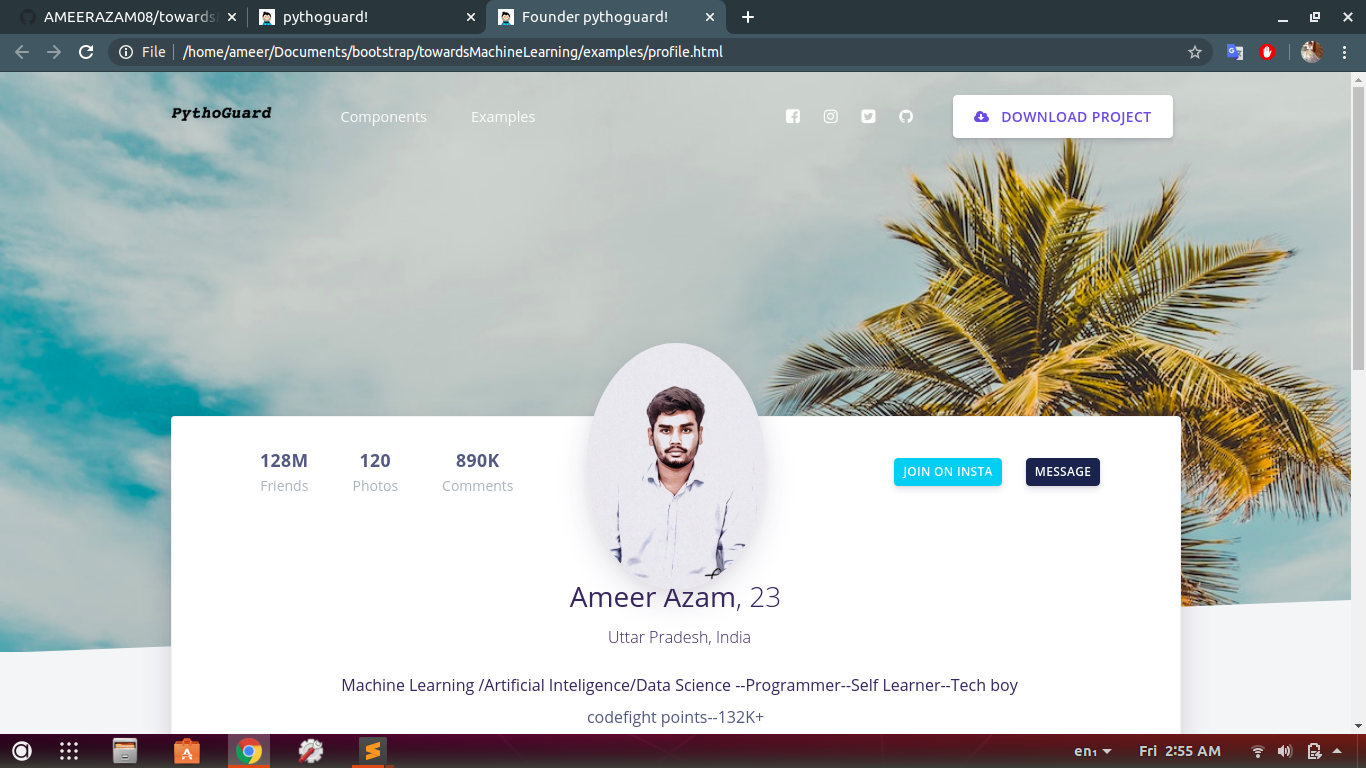 AMEERAZAM08/towards
pythoguard!
Founder pythoguard!
File
/home/ameer/Documents/bootstrap/towardsMachineLearning/examples/profile.html
PythoGuard
Components
Examples
DOWNLOAD PROJECT
128M
120
890K
Friends
Photos
Comments
JOIN ON INSTA
MESSAGE
Ameer Azam, 23
Uttar Pradesh, India
Machine Learning /Artificial Inteligence/Data Science --Programmer--Self Learner--Tech boy
codefight points--132K+
en₁
Fri 2:55 AM